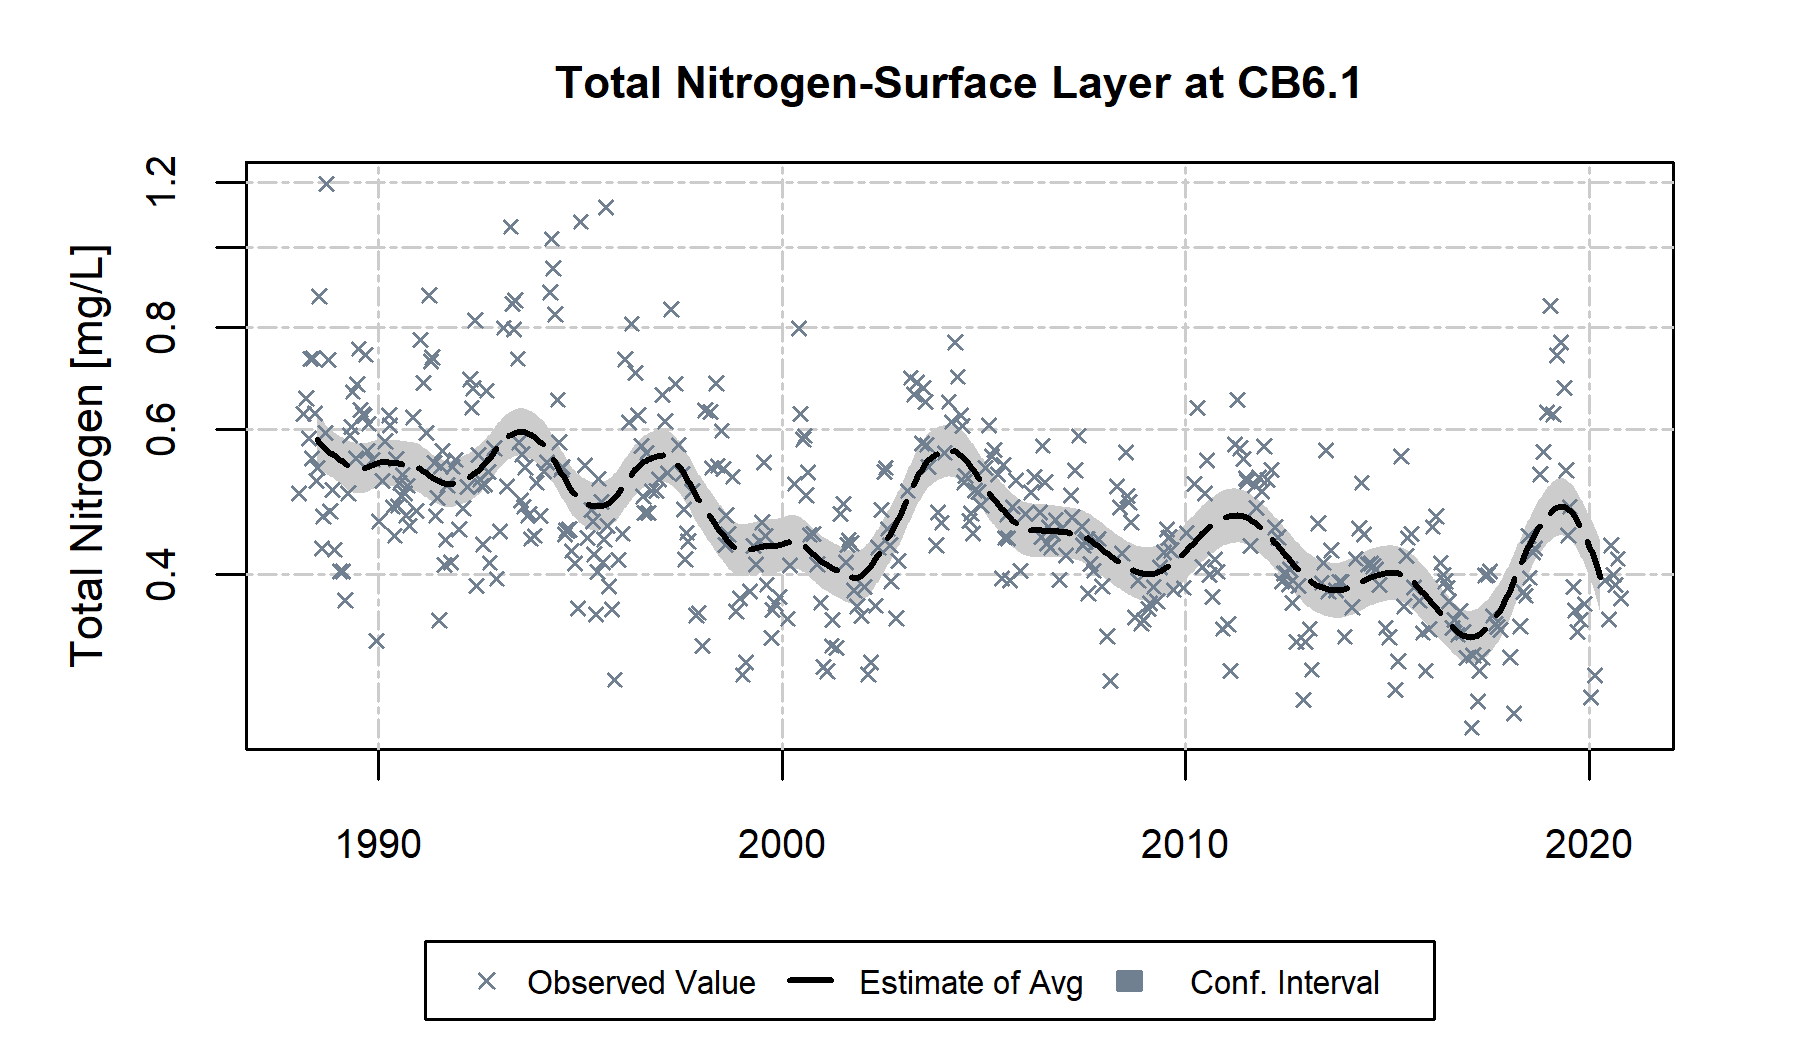 Total Nitrogen-Surface Layer at CB6.1
Total Nitrogen [mg/L]
1.2
0.8
0.6
0.4
1990 2000 2010 2020
Observed Value Estimate of Avg Conf. Interval